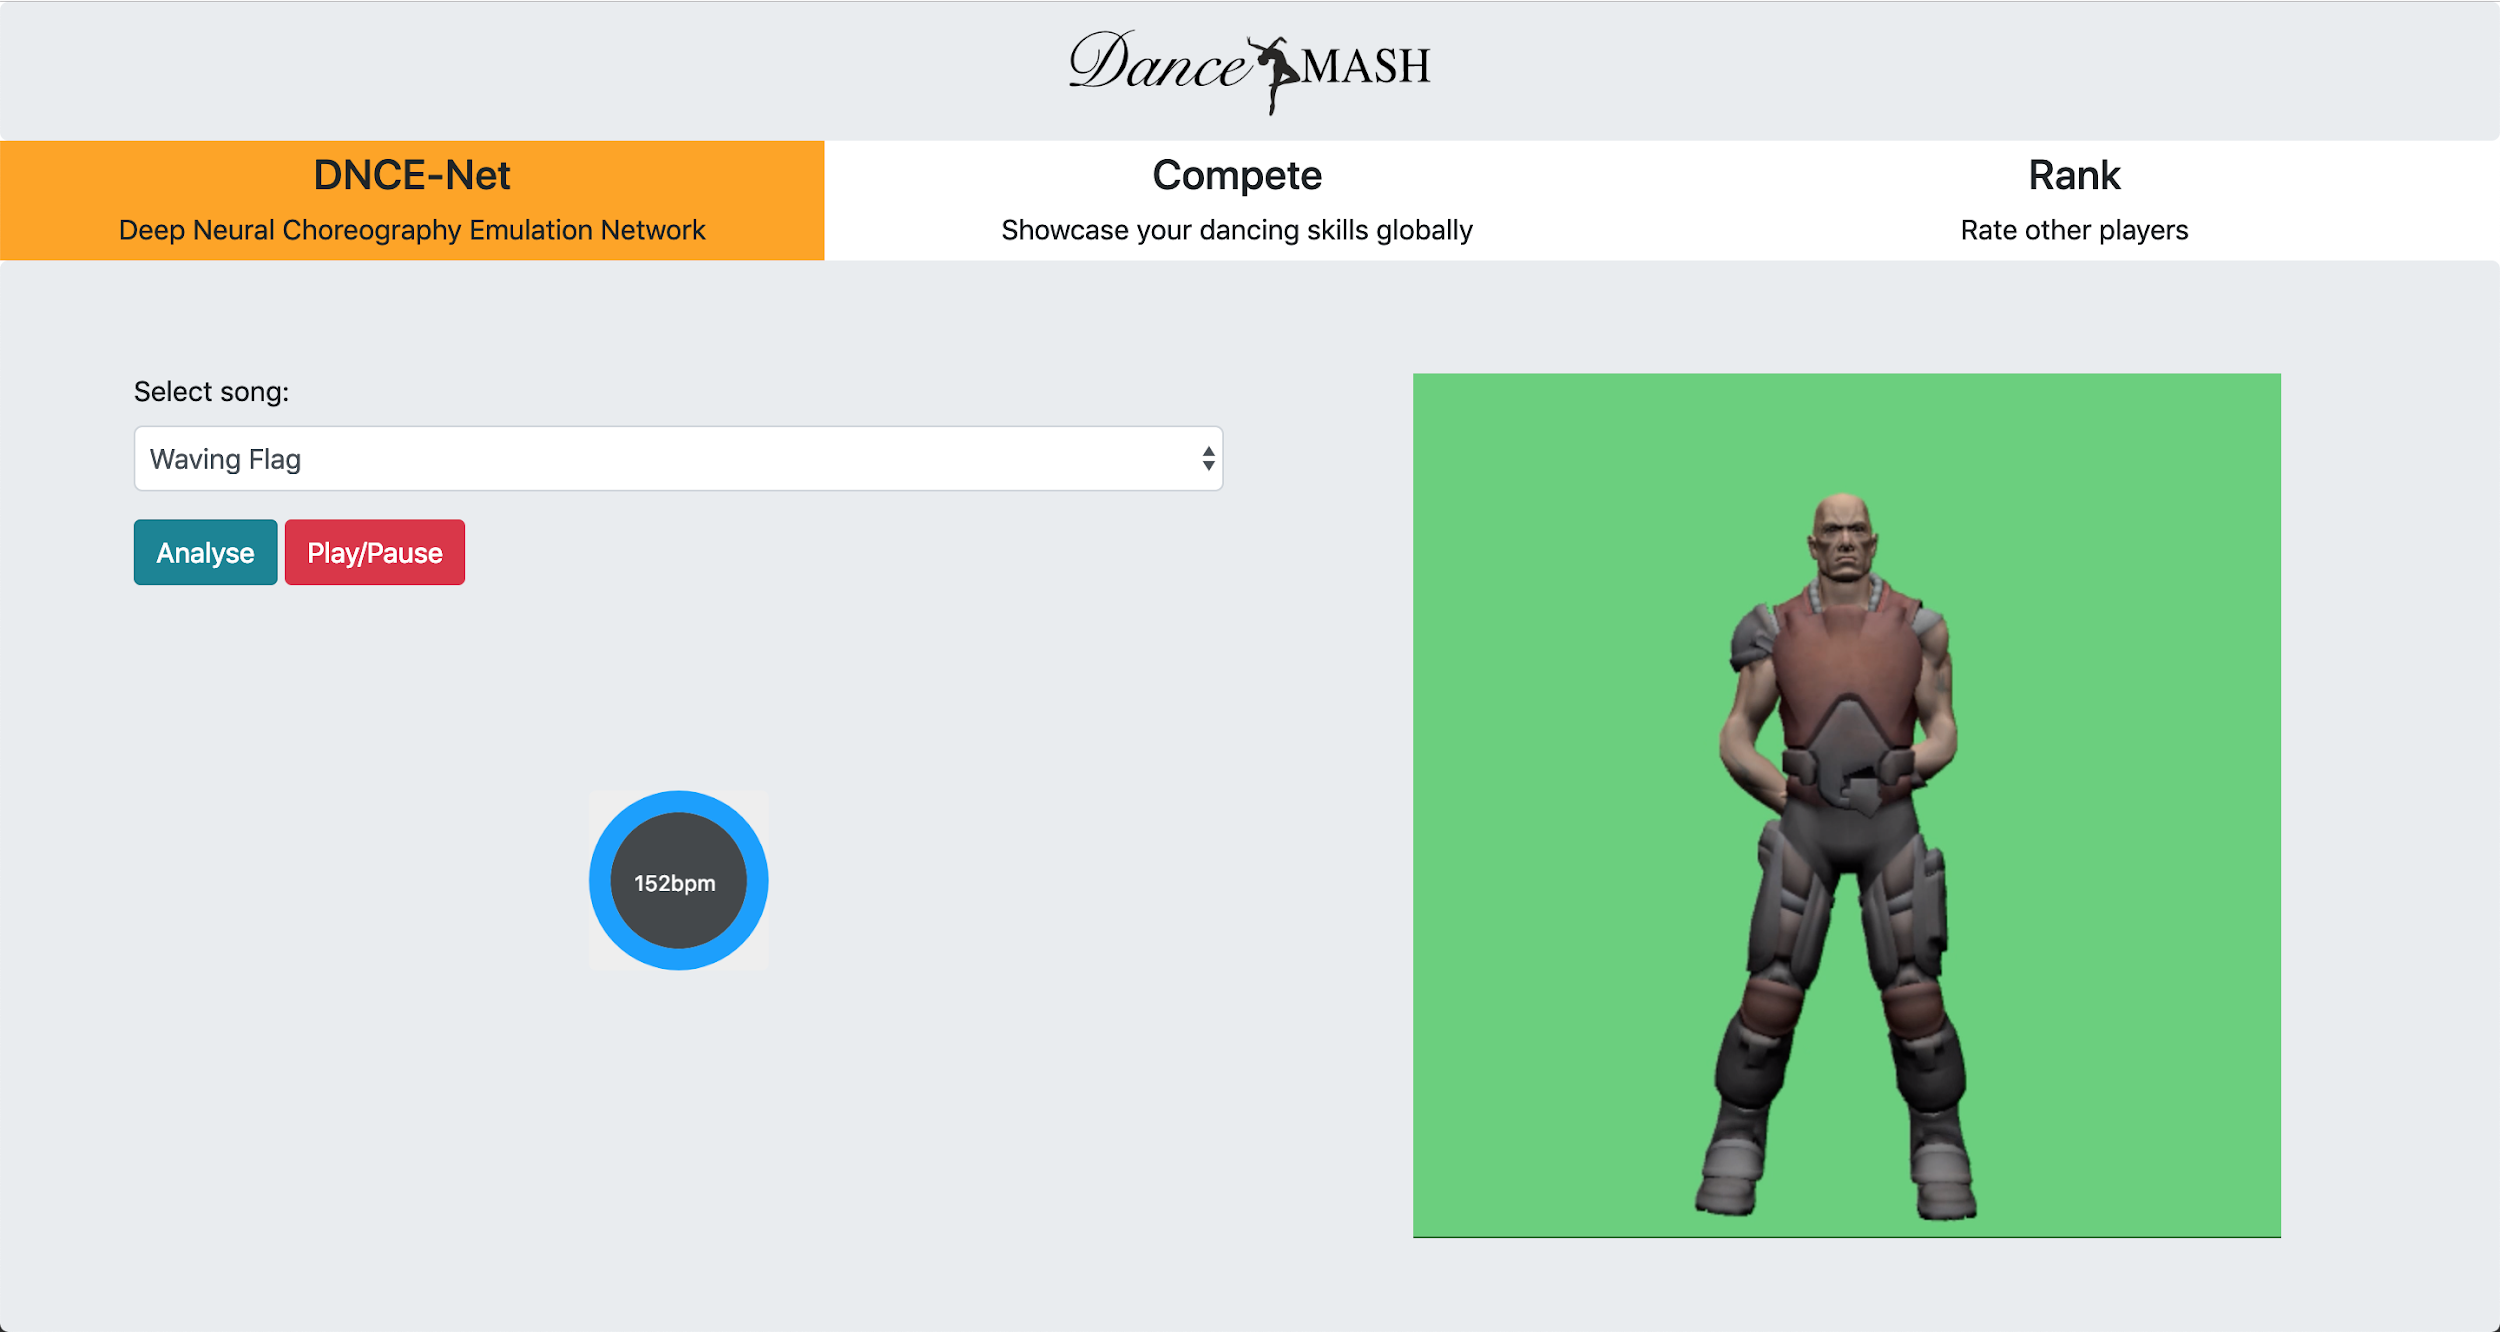 Dance MASH
DNCE-Net
Deep Neural Choreography Emulation Network
Compete
Showcase your dancing skills globally
Rank
Rate other players
Select song:
Waving Flag
Analyse
Play/Pause
152bpm